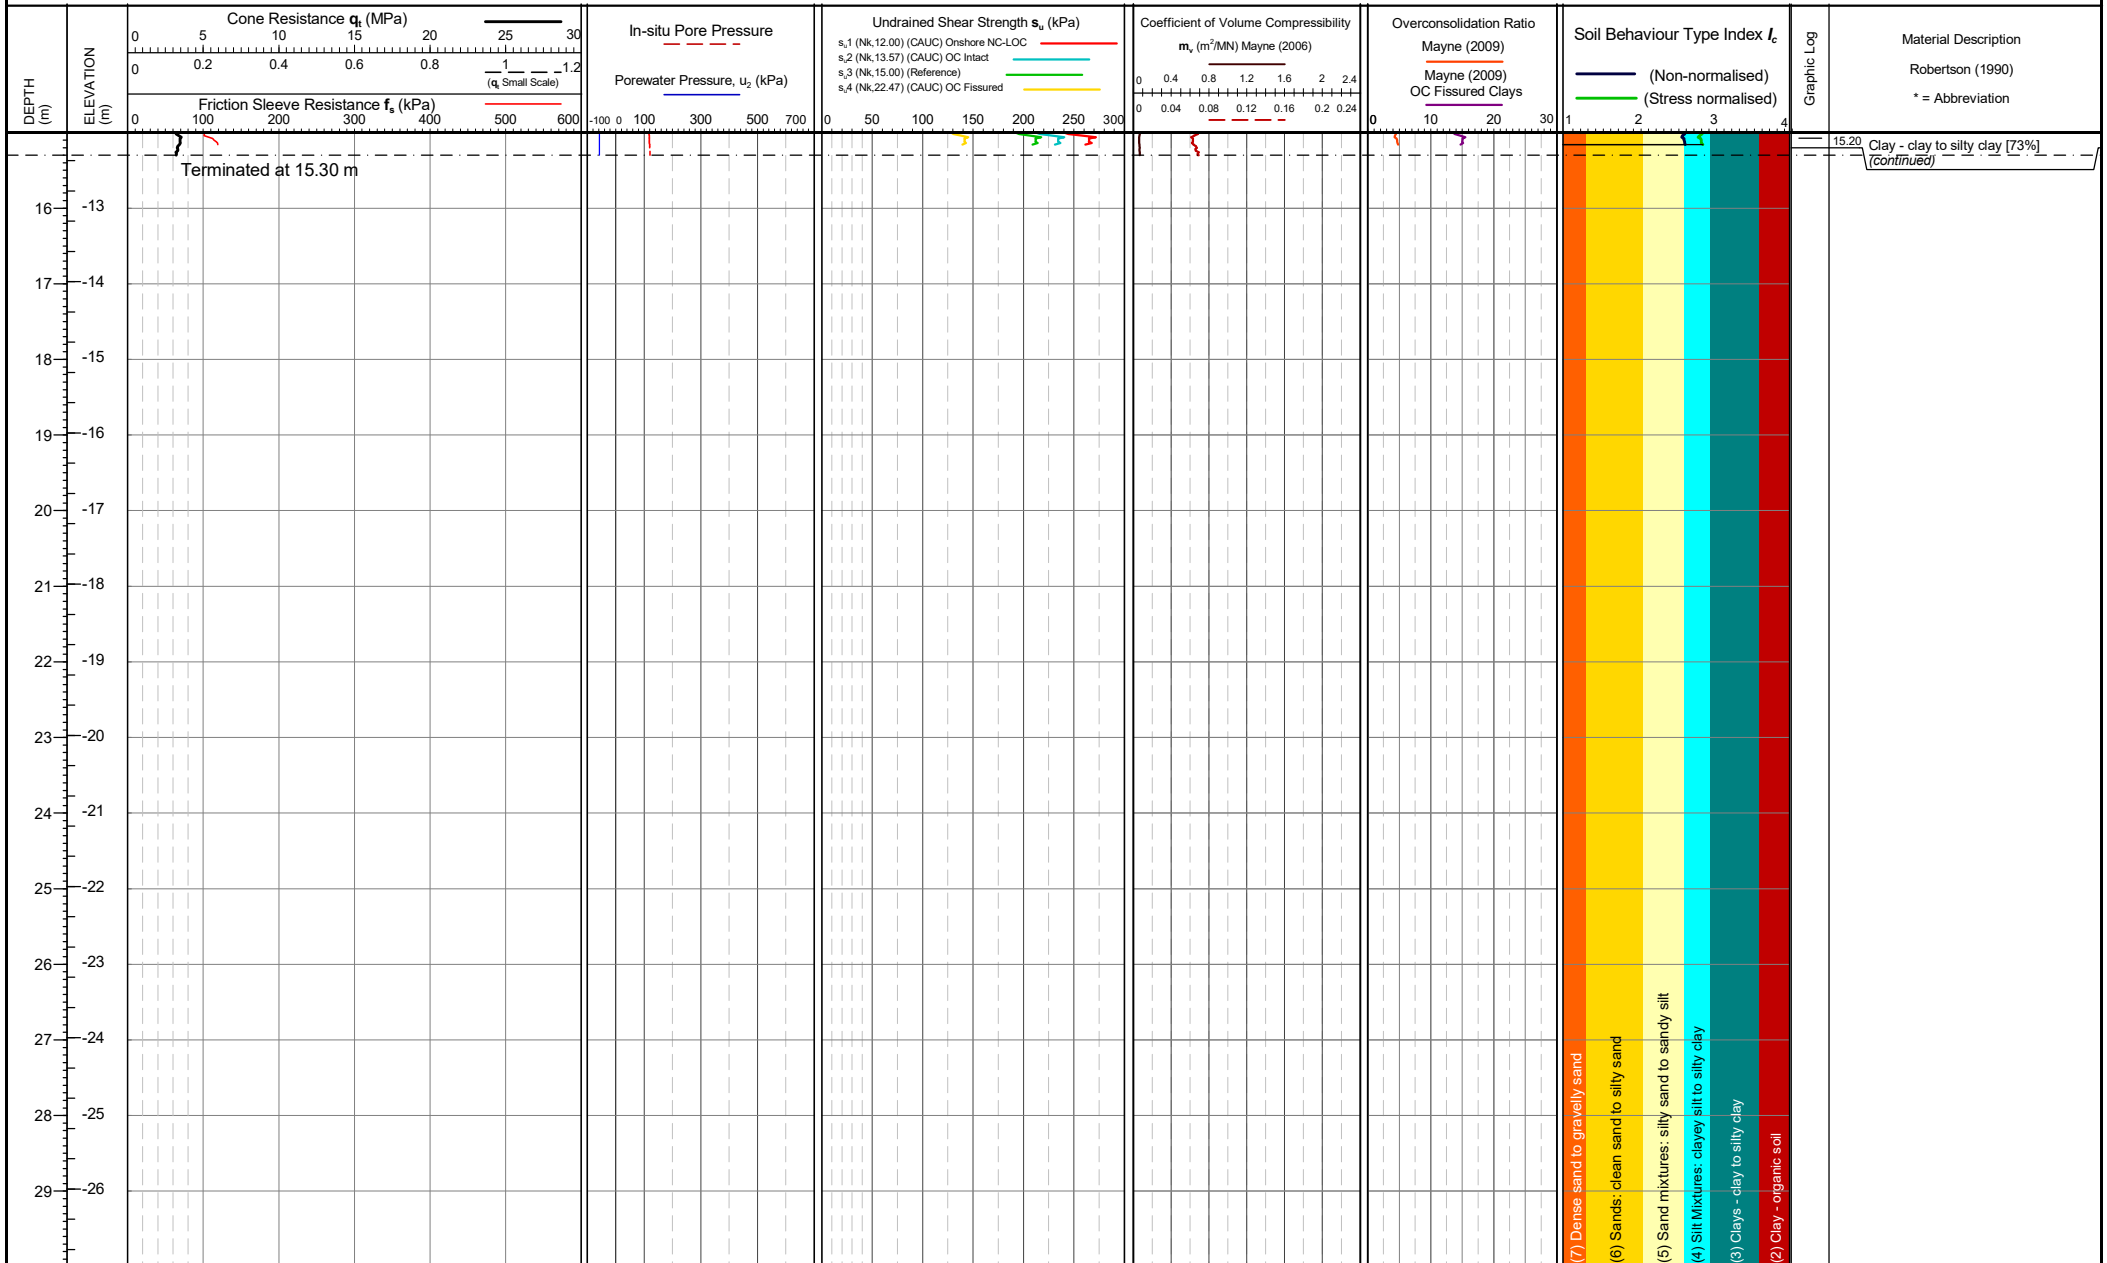 DEPTH
(m)
ELEVATION
(m)
Cone Resistance qt (MPa)
0 5 10 15 20 25 30
0 0.2 0.4 0.6 0.8 1 1.2
(qt Small Scale)
Friction Sleeve Resistance fs (kPa)
0 100 200 300 400 500 600
In-situ Pore Pressure
Porewater Pressure, u2 (kPa)
-100 0 100 300 500 700
Undrained Shear Strength su (kPa)
su1 (Nk,12.00) (CAUC) Onshore NC-LOC
su2 (Nk,13.57) (CAUC) OC Intact
su3 (Nk,15.00) (Reference)
su4 (Nk,22.47) (CAUC) OC Fissured
0 50 100 150 200 250 300
Coefficient of Volume Compressibility
mv (m2/MN) Mayne (2006)
0 0.4 0.8 1.2 1.6 2 2.4
0 0.04 0.08 0.12 0.16 0.2 0.24
Overconsolidation Ratio
Mayne (2009)
Mayne (2009)
OC Fissured Clays
0 10 20 30
Soil Behaviour Type Index Ic
(Non-normalised)
(Stress normalised)
1 2 3 4
Graphic Log
Material Description
Robertson (1990)
* = Abbreviation
15.20 Clay - clay to silty clay [73%]
(continued)
Terminated at 15.30 m
16 -13
17 -14
18 -15
19 -16
20 -17
21 -18
22 -19
23 -20
24 -21
25 -22
26 -23
27 -24
28 -25
29 -26
(7) Dense sand to gravelly sand
(6) Sands: clean sand to silty sand
(5) Sand mixtures: silty sand to sandy silt
(4) Silt Mixtures: clayey silt to silty clay
(3) Clays - clay to silty clay
(2) Clay - organic soil